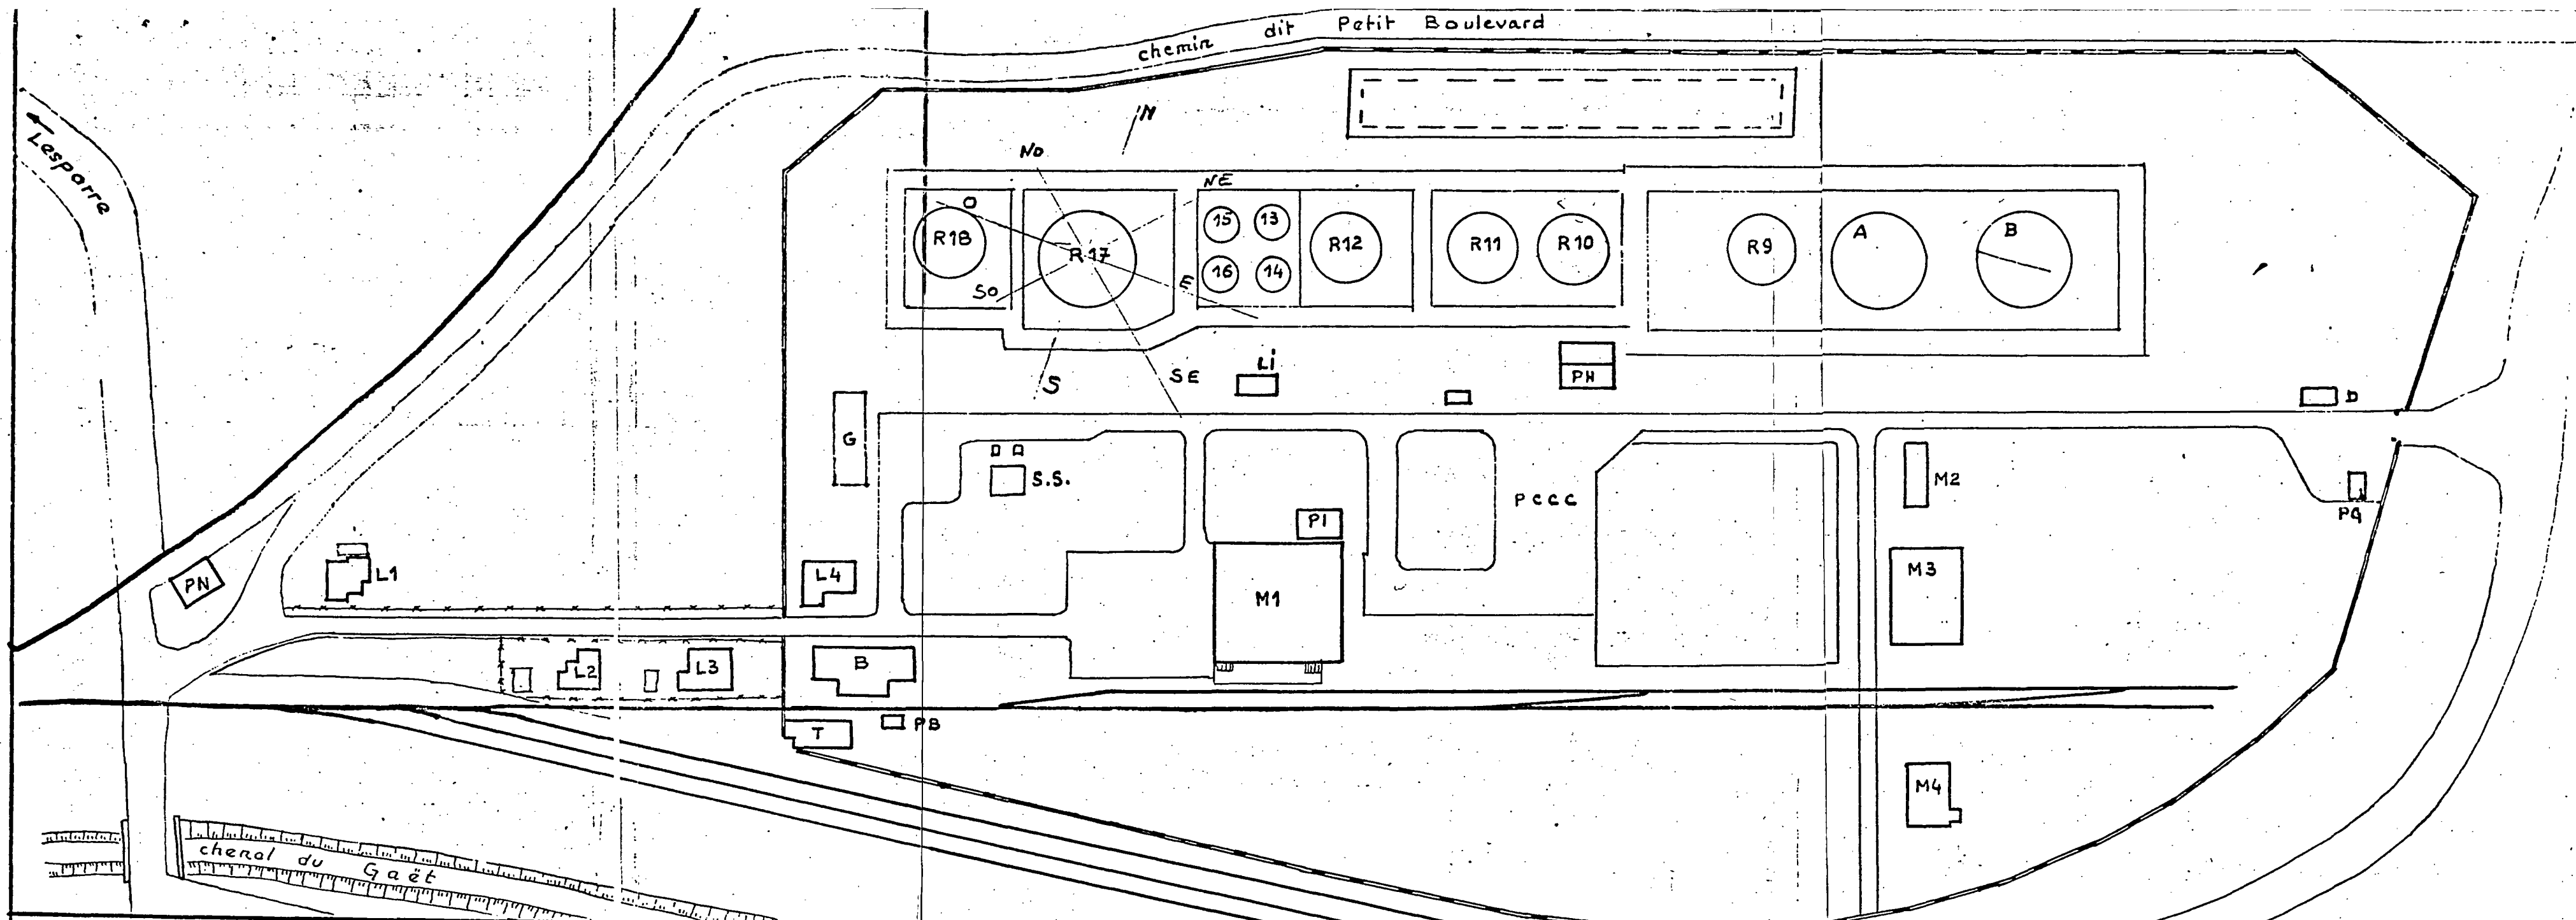 chemin dit Petit Boulevard
Lesparre
N
NO
NE
O
R18
R17
SO
E
S
SE
15
13
16
14
R12
R11
R10
R9
A
B
Li
PH
D
G
S.S.
PCCC
M2
PI
PG
M1
M3
PN
L1
L4
L2
L3
B
T
PB
M4
chenal du Gaët